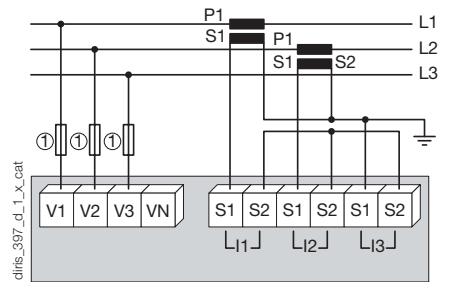 P1 L1
S1 P1 L2
S1 S2
L3
① ① ①
V1 V2 V3 VN S1 S2 S1 S2 S1 S2
I1 I2 I3
diris_397_d_1_x_cat